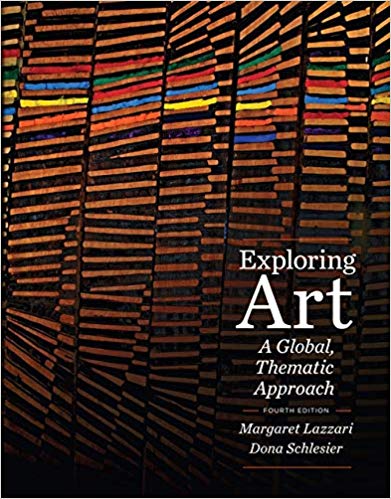 Exploring
Art
A Global,
Thematic
Approach
FOURTH EDITION
Margaret Lazzari
Dona Schlesier